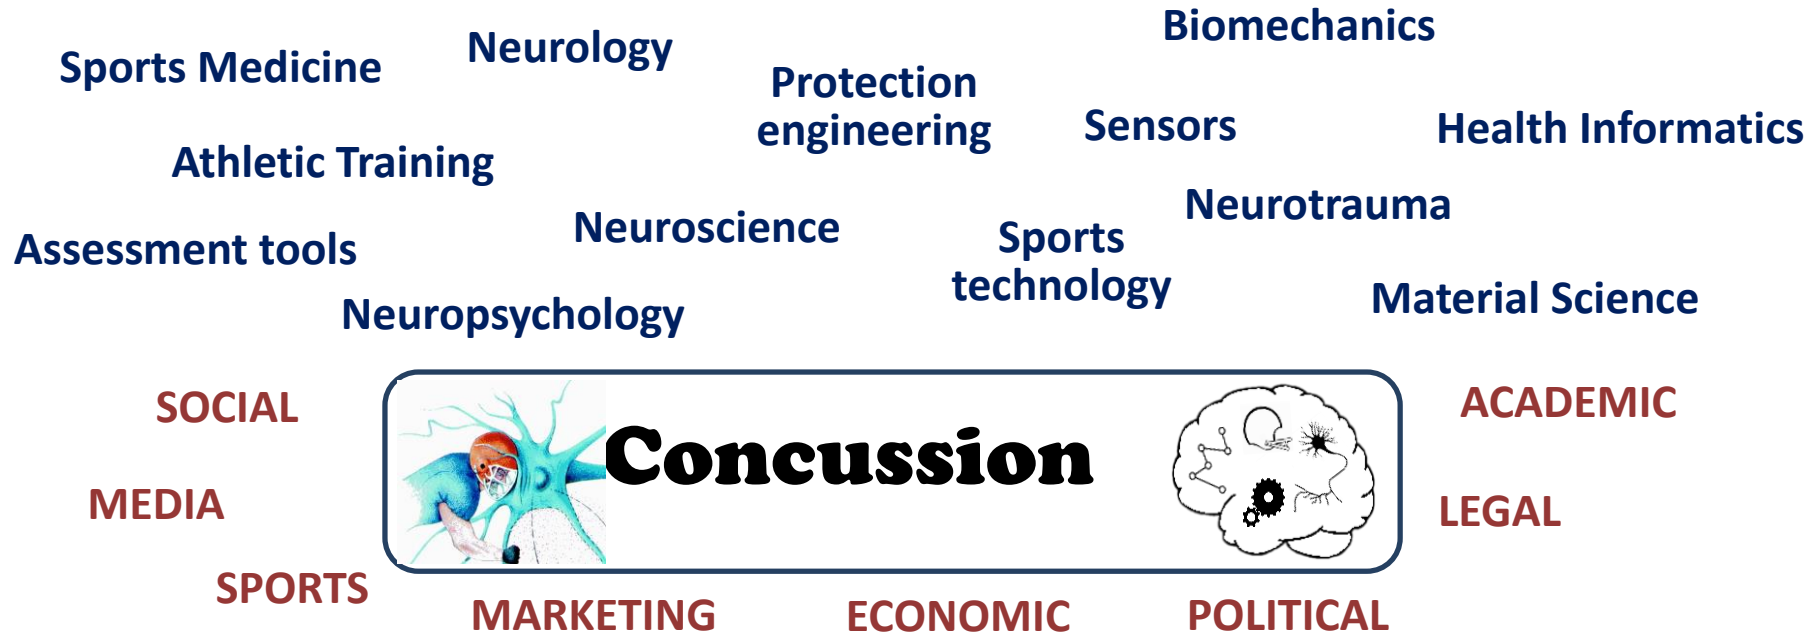 Biomechanics
Neurology
Sports Medicine
Protection
engineering
Sensors
Health Informatics
Athletic Training
Neurotrauma
Neuroscience
Sports
technology
Assessment tools
Material Science
Neuropsychology
SOCIAL
ACADEMIC
Concussion
MEDIA
LEGAL
SPORTS
MARKETING
ECONOMIC
POLITICAL